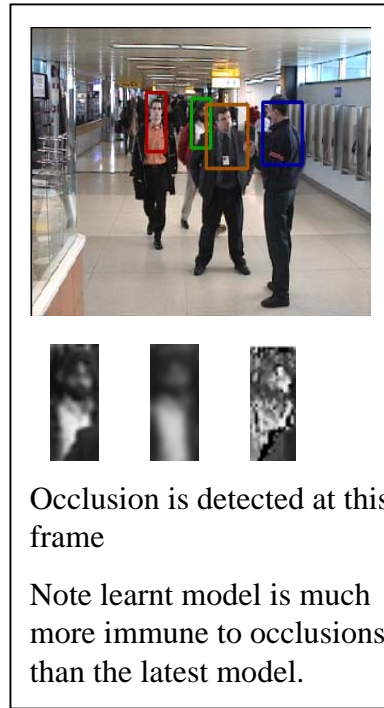 Occlusion is detected at this
frame
Note learnt model is much
more immune to occlusions
than the latest model.